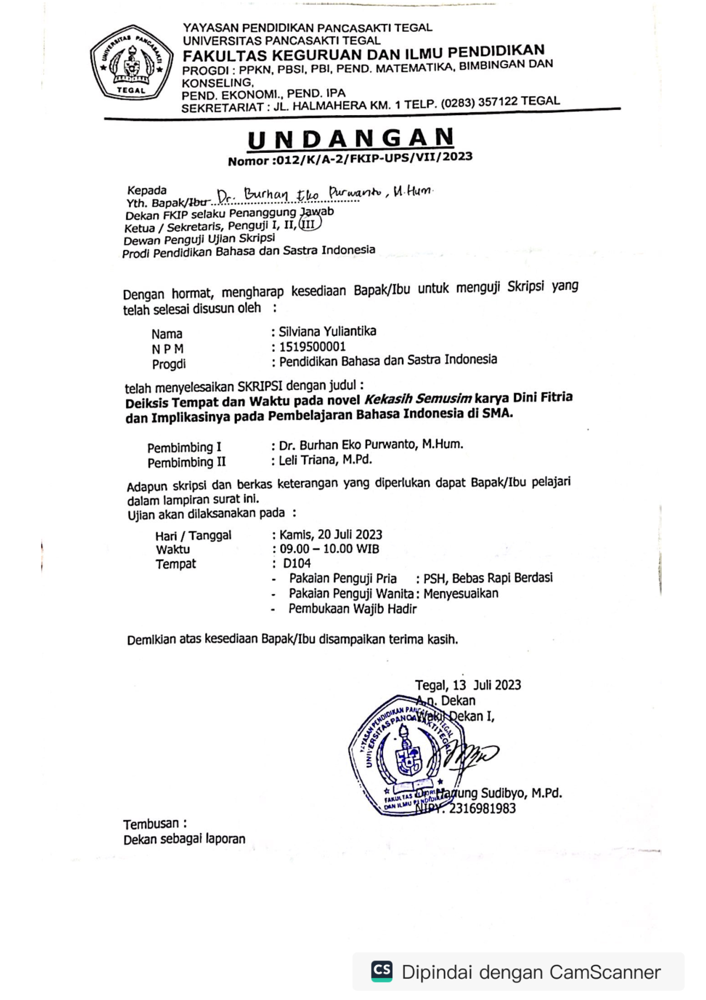 UNIVERSITAS PANCASAKTI
TEGAL
YAYASAN PENDIDIKAN PANCASAKTI TEGAL
UNIVERSITAS PANCASAKTI TEGAL
FAKULTAS KEGURUAN DAN ILMU PENDIDIKAN
PROGDI : PPKN, PBSI, PBI, PEND. MATEMATIKA, BIMBINGAN DAN
KONSELING,
PEND. EKONOMI., PEND. IPA
SEKRETARIAT : JL. HALMAHERA KM. 1 TELP. (0283) 357122 TEGAL
UNDANGAN
Nomor :012/K/A-2/FKIP-UPS/VII/2023
Kepada
Yth. Bapak/Ibu Dr. Burhan Eko Purwanto, M.Hum.
Dekan FKIP selaku Penanggung Jawab
Ketua / Sekretaris, Penguji I, II, III
Dewan Penguji Ujian Skripsi
Prodi Pendidikan Bahasa dan Sastra Indonesia
Dengan hormat, mengharap kesediaan Bapak/Ibu untuk menguji Skripsi yang
telah selesai disusun oleh :
Nama : Silviana Yuliantika
N P M : 1519500001
Progdi : Pendidikan Bahasa dan Sastra Indonesia
telah menyelesaikan SKRIPSI dengan judul :
Deiksis Tempat dan Waktu pada novel Kekasih Semusim karya Dini Fitria
dan Implikasinya pada Pembelajaran Bahasa Indonesia di SMA.
Pembimbing I : Dr. Burhan Eko Purwanto, M.Hum.
Pembimbing II : Leli Triana, M.Pd.
Adapun skripsi dan berkas keterangan yang diperlukan dapat Bapak/Ibu pelajari
dalam lampiran surat ini.
Ujian akan dilaksanakan pada :
Hari / Tanggal : Kamis, 20 Juli 2023
Waktu : 09.00 – 10.00 WIB
Tempat : D104
- Pakaian Penguji Pria : PSH, Bebas Rapi Berdasi
- Pakaian Penguji Wanita : Menyesuaikan
- Pembukaan Wajib Hadir
Demikian atas kesediaan Bapak/Ibu disampaikan terima kasih.
Tegal, 13 Juli 2023
A.n. Dekan
Wakil Dekan I,
YAYASAN PENDIDIKAN PANCASAKTI TEGAL
UNIVERSITAS PANCASAKTI TEGAL
FAKULTAS KEGURUAN
DAN ILMU PENDIDIKAN
Dr. Hanung Sudibyo, M.Pd.
NIPY. 2316981983
Tembusan :
Dekan sebagai laporan
CS Dipindai dengan CamScanner